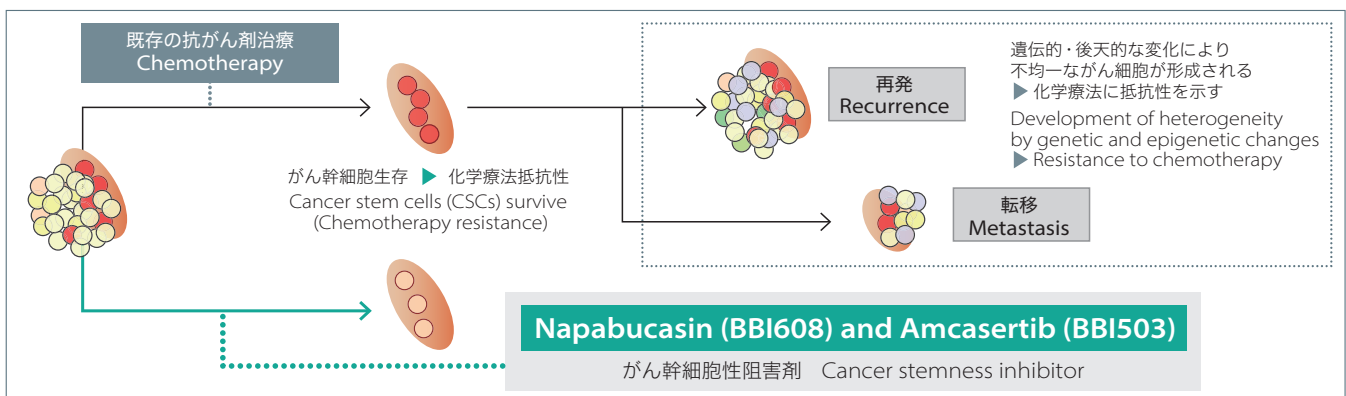 既存の抗がん剤治療
Chemotherapy
がん幹細胞生存 ▶ 化学療法抵抗性
Cancer stem cells (CSCs) survive
(Chemotherapy resistance)
再発
Recurrence
遺伝的・後天的な変化により
不均一ながん細胞が形成される
▶ 化学療法に抵抗性を示す
Development of heterogeneity
by genetic and epigenetic changes
▶ Resistance to chemotherapy
転移
Metastasis
Napabucasin (BBI608) and Amcasertib (BBI503)
がん幹細胞性阻害剤 Cancer stemness inhibitor